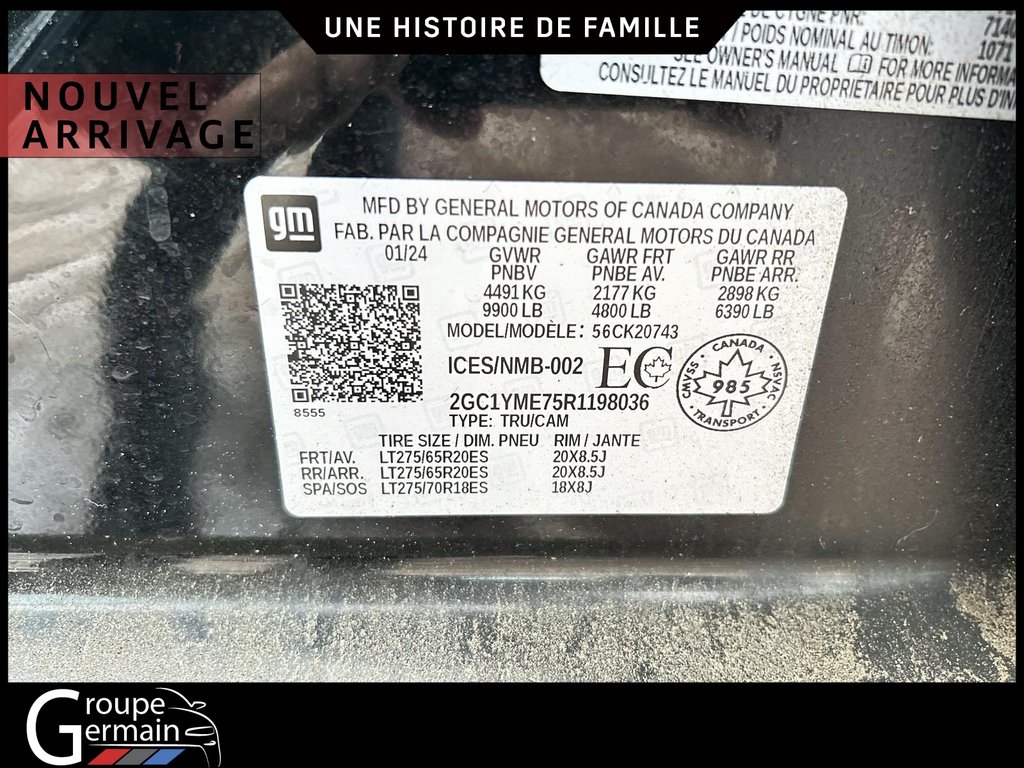 UNE HISTOIRE DE FAMILLE
NOUVEL
ARRIVAGE
DE CYGNE PNR:
POIDS NOMINAL AU TIMON: 1071
SEE OWNER'S MANUAL FOR MORE
CONSULTEZ LE MANUEL DU PROPRIÉTAIRE POUR PLUS
gm
MFD BY GENERAL MOTORS OF CANADA COMPANY
FAB. PAR LA COMPAGNIE GENERAL MOTORS DU CANADA
01/24 GVWR GAWR FRT GAWR RR
PNBV PNBE AV. PNBE ARR.
4491 KG 2177 KG 2898 KG
9900 LB 4800 LB 6390 LB
MODEL/MODÈLE: 56CK20743
ICES/NMB-002 EC
CANADA
CMVSS 985 NSVAC
TRANSPORT
8555
2GC1YME75R1198036
TYPE: TRU/CAM
TIRE SIZE / DIM. PNEU RIM / JANTE
FRT/AV. LT275/65R20ES 20X8.5J
RR/ARR. LT275/65R20ES 20X8.5J
SPA/SOS LT275/70R18ES 18X8J
Groupe
Germain